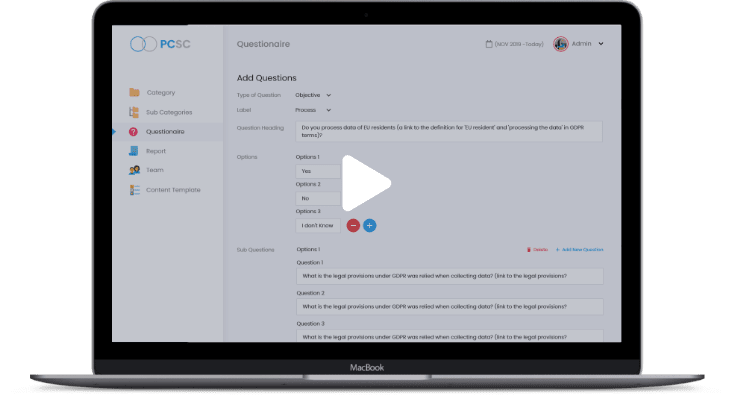 PCSC
Questionaire
(NOV 2019 -Today)
Admin
Category
Sub Categories
Questionaire
Report
Team
Content Template
Add Questions
Type of Question
Objective
Label
Process
Question Heading
Do you process data of EU residents (a link to the definition for 'EU resident' and 'processing the data' in GDPR
terms)?
Options
Options 1
Yes
Options 2
No
Options 3
I don't Know
Sub Questions
Options 1
Delete
+ Add New Question
Question 1
What is the legal provisions under GDPR was relied when collecting data? (link to the legal provisions?
Question 2
What is the legal provisions under GDPR was relied when collecting data? (link to the legal provisions?
Question 3
What is the legal provisions under GDPR was relied when collecting data? (link to the legal provisions?
MacBook